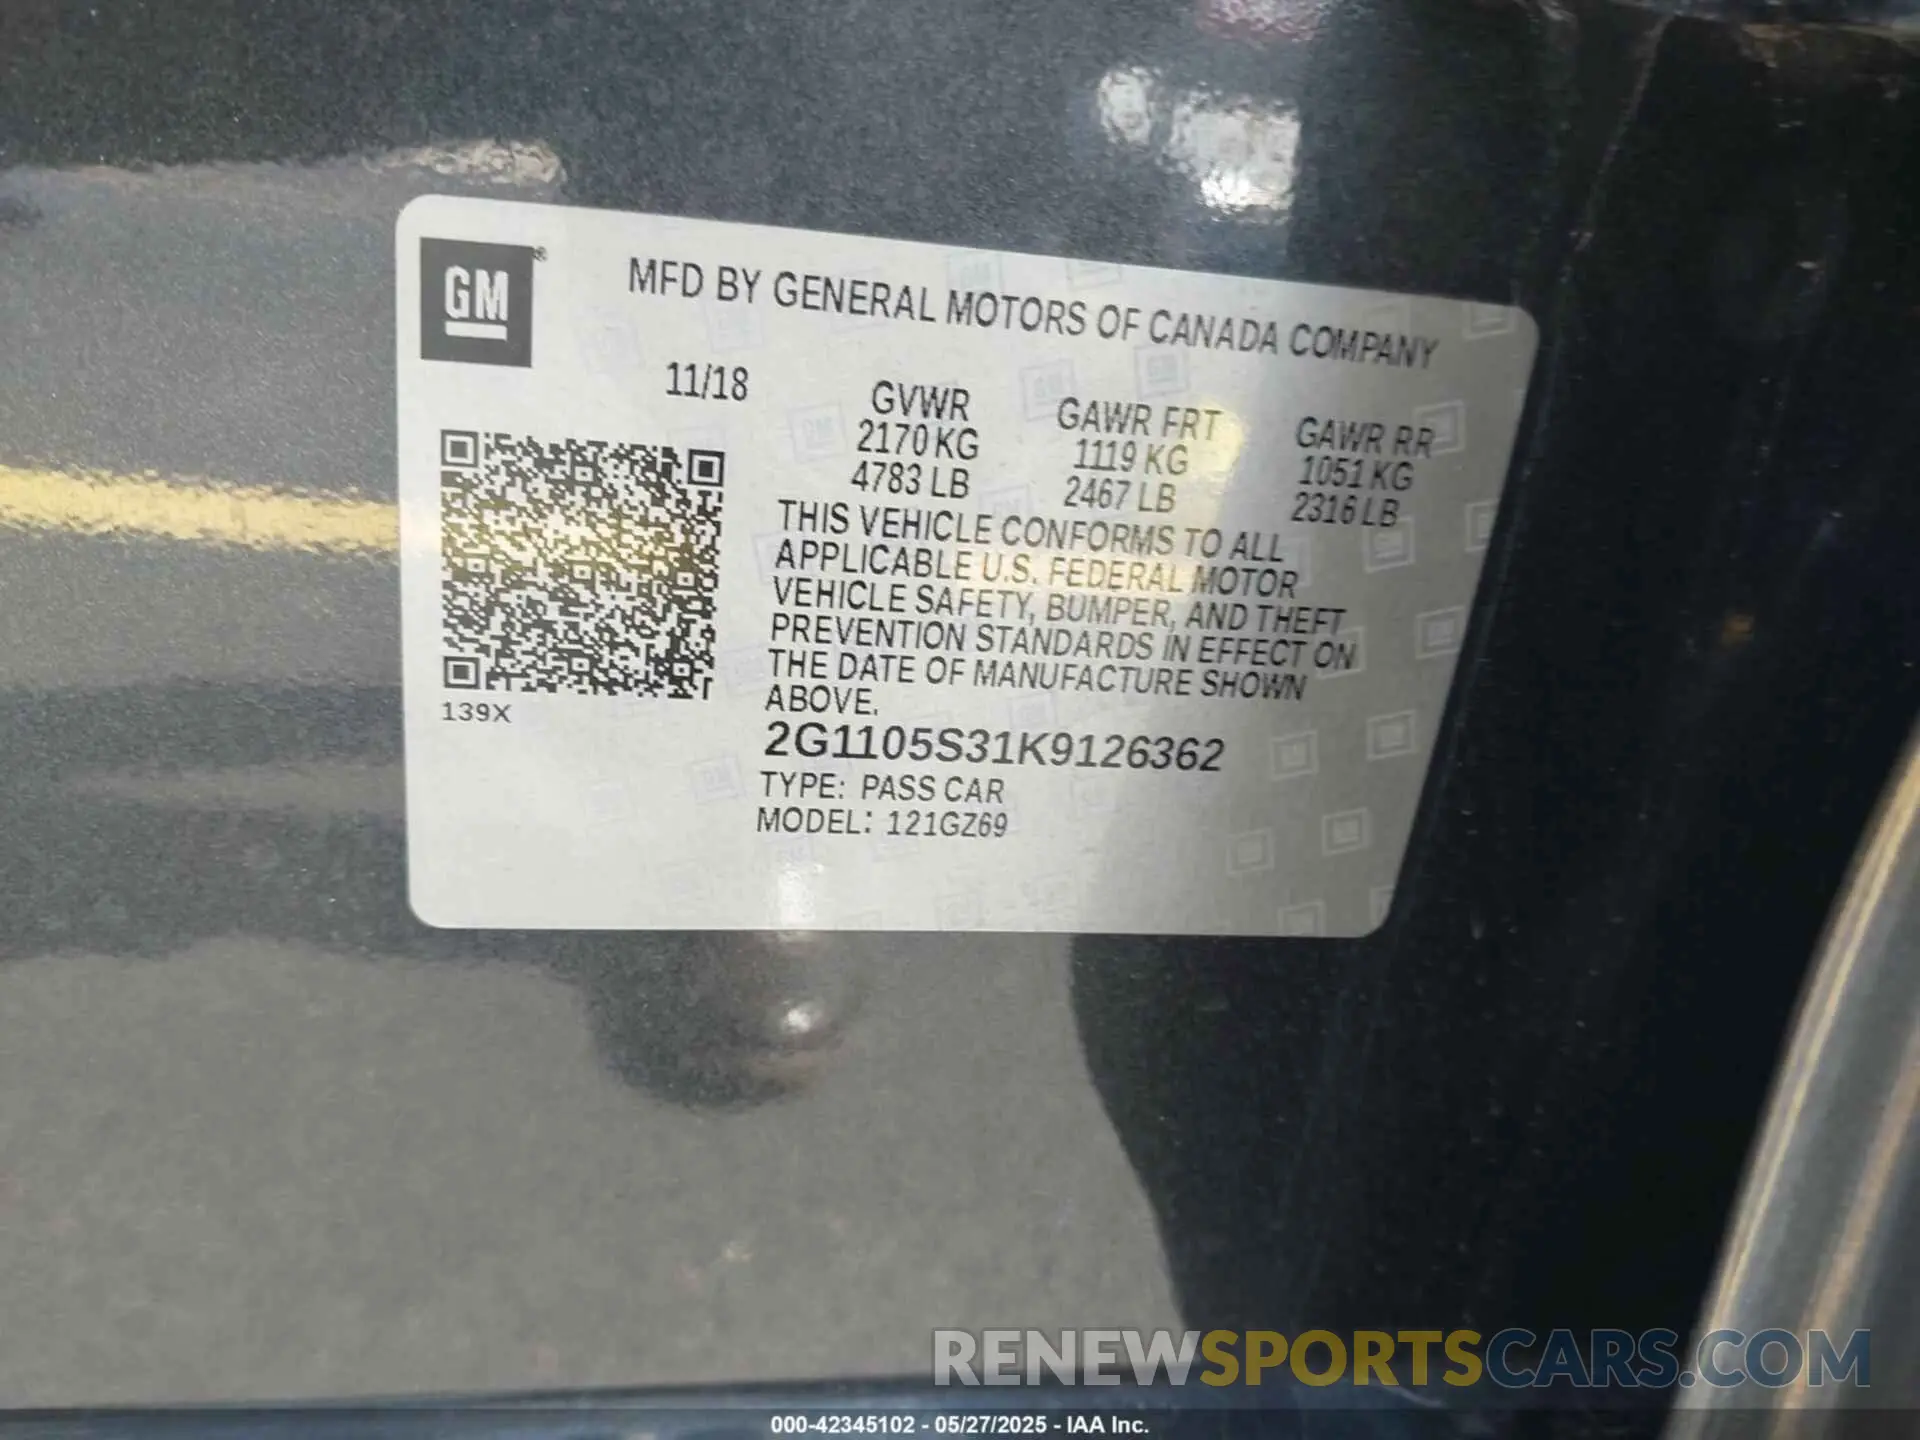 GM®
MFD BY GENERAL MOTORS OF CANADA COMPANY
11/18
GVWR
2170 KG
4783 LB
GAWR FRT
1119 KG
2467 LB
GAWR RR
1051 KG
2316 LB
THIS VEHICLE CONFORMS TO ALL
APPLICABLE U.S. FEDERAL MOTOR
VEHICLE SAFETY, BUMPER, AND THEFT
PREVENTION STANDARDS IN EFFECT ON
THE DATE OF MANUFACTURE SHOWN
ABOVE.
139X
2G1105S31K9126362
TYPE: PASS CAR
MODEL: 121GZ69
RENEWSPORTSCARS.COM
000-42345102 - 05/27/2025 - IAA Inc.